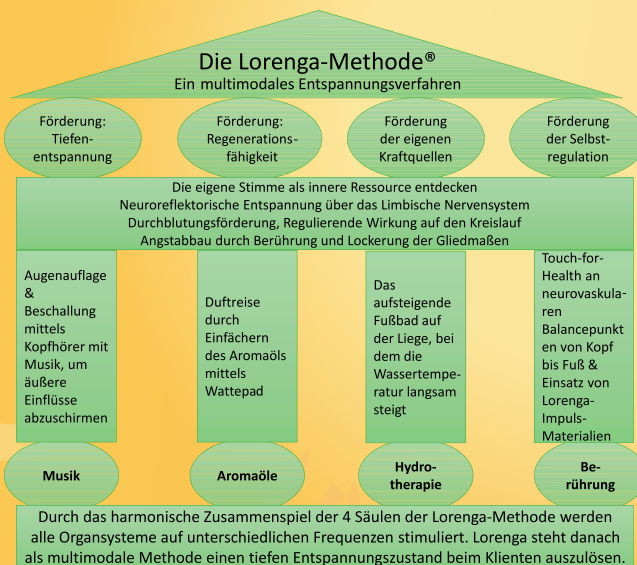 Die Lorenga-Methode®
Ein multimodales Entspannungsverfahren
Förderung:
Tiefen-
entspannung
Förderung:
Regenerations-
fähigkeit
Förderung
der eigenen
Kraftquellen
Förderung
der Selbst-
regulation
Die eigene Stimme als innere Ressource entdecken
Neuroreflektorische Entspannung über das Limbische Nervensystem
Durchblutungsförderung, Regulierende Wirkung auf den Kreislauf
Angstabbau durch Berührung und Lockerung der Gliedmaßen
Augenauflage
&
Beschallung
mittels
Kopfhörer mit
Musik, um
äußere
Einflüsse
abzuschirmen
Duftreise
durch
Einfächern
des Aromaöls
mittels
Wattepad
Das
aufsteigende
Fußbad auf
der Liege, bei
dem die
Wassertempe-
ratur langsam
steigt
Touch-for-
Health an
neurovaskula-
ren
Balancepunkt
en von Kopf
bis Fuß &
Einsatz von
Lorenga-
Impuls-
Materialien
Musik
Aromaöle
Hydro-
therapie
Be-
rührung
Durch das harmonische Zusammenspiel der 4 Säulen der Lorenga-Methode werden
alle Organsysteme auf unterschiedlichen Frequenzen stimuliert. Lorenga steht danach
als multimodale Methode einen tiefen Entspannungszustand beim Klienten auszulösen.